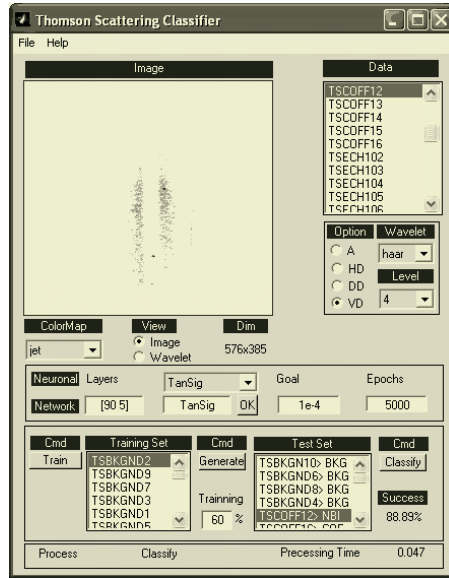 Thomson Scattering Classifier
File Help
Image
Data
TSCOFF12
TSCOFF13
TSCOFF14
TSCOFF15
TSCOFF16
TSECH102
TSECH103
TSECH104
TSECH105
TSECH106
Option Wavelet
A
HD
DD
VD
haar
Level
4
ColorMap View Dim
jet
Image
Wavelet
576x385
Neuronal Layers TanSig Goal Epochs
Network [90 5] TanSig OK 1e-4 5000
Cmd Training Set Cmd Test Set Cmd
Train
TSBKGND2
TSBKGND9
TSBKGND7
TSBKGND3
TSBKGND1
TSBKGND5
Generate
Trainning
60 %
TSBKGN10> BKG
TSBKGND6> BKG
TSBKGND8> BKG
TSBKGND4> BKG
TSCOFF12> NBI
Classify
Success
88.89%
Process Classify Precessing Time 0.047